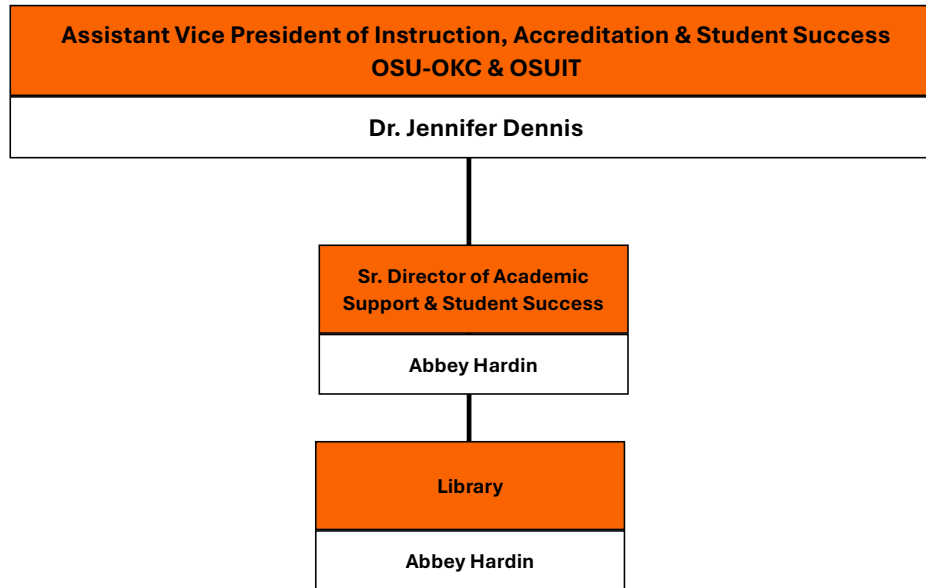 Assistant Vice President of Instruction, Accreditation & Student Success
OSU-OKC & OSUIT
Dr. Jennifer Dennis
Sr. Director of Academic
Support & Student Success
Abbey Hardin
Library
Abbey Hardin